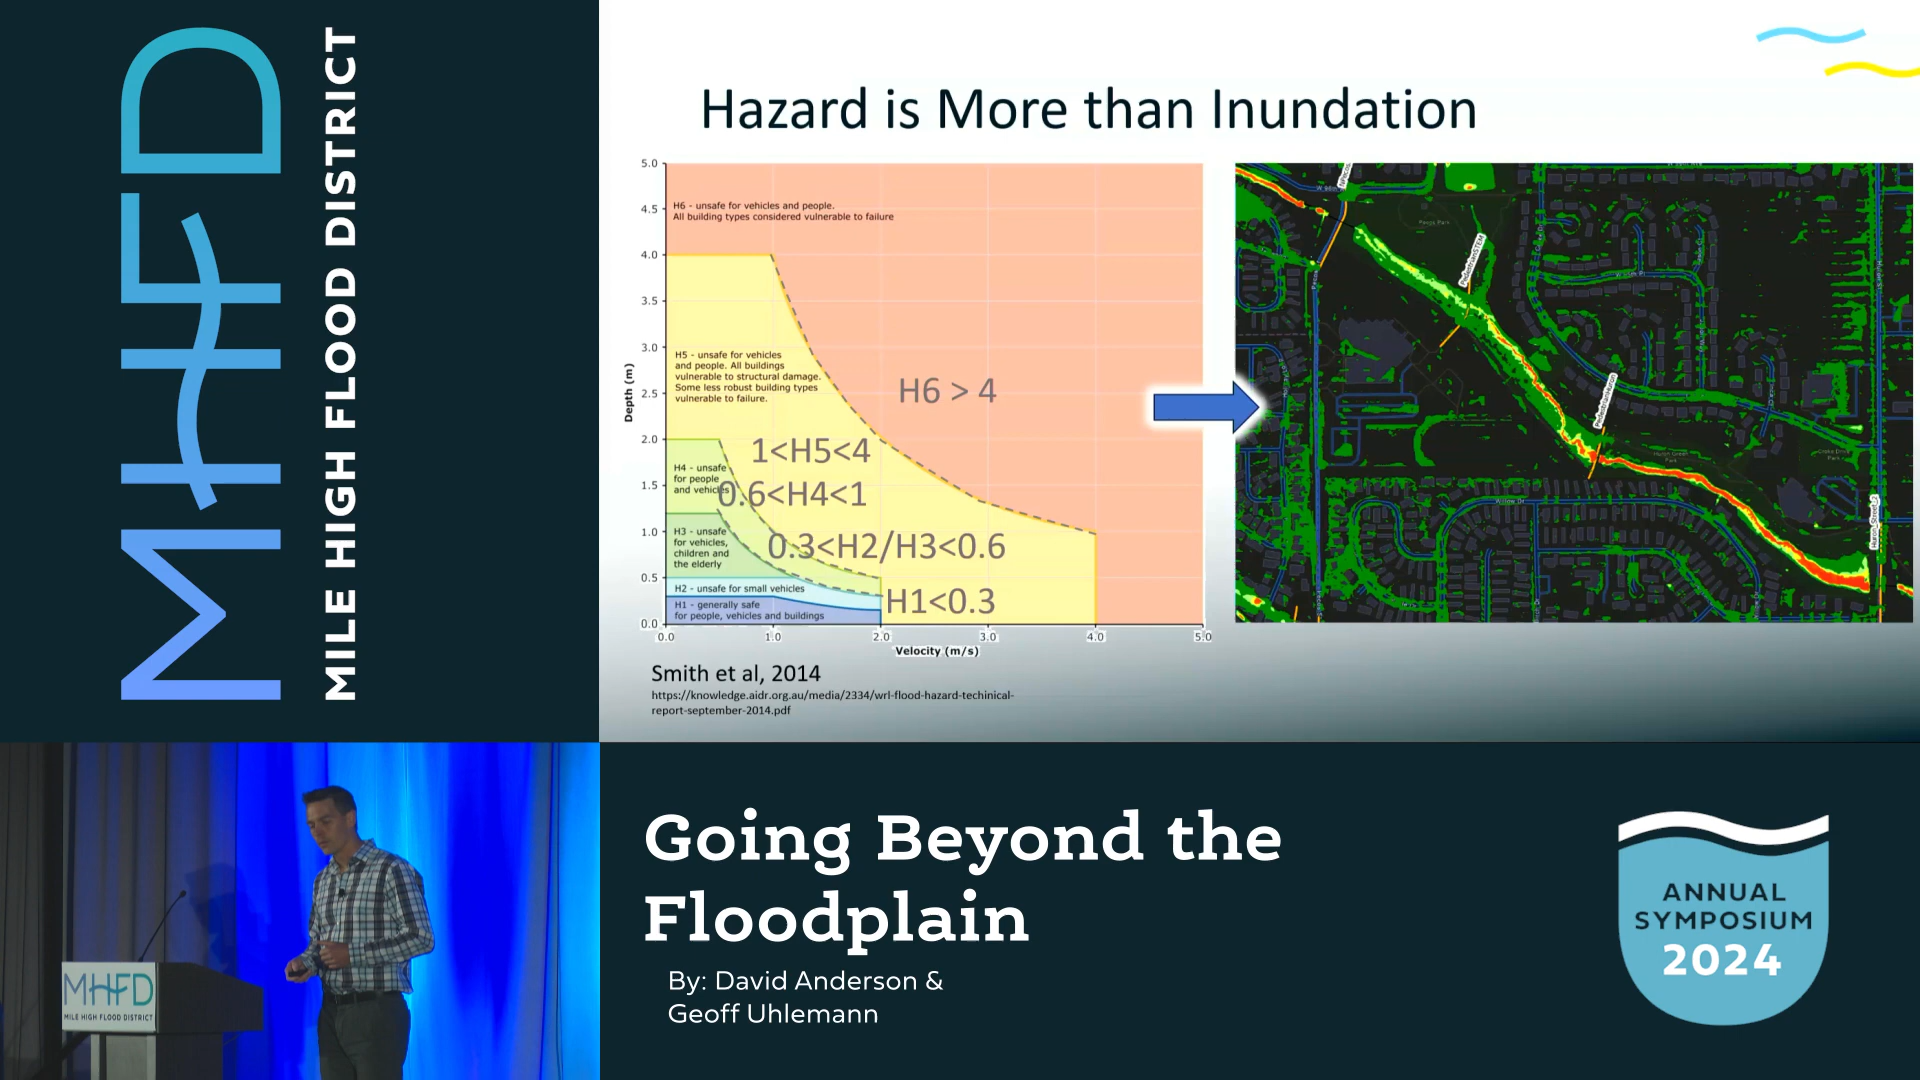 MHFD
MILE HIGH FLOOD DISTRICT
Hazard is More than Inundation
5.0
4.5
4.0
3.5
3.0
2.5
2.0
1.5
1.0
0.5
0.0
Depth (m)
H6 - unsafe for vehicles and people.
All building types considered vulnerable to failure
H5 - unsafe for vehicles
and people. All buildings
vulnerable to structural damage.
Some less robust building types
vulnerable to failure.
H6 > 4
1<H5<4
H4 - unsafe
for people
and vehicles
0.6<H4<1
H3 - unsafe
for vehicles,
children and
the elderly
0.3<H2/H3<0.6
H2 - unsafe for small vehicles
H1 - generally safe
for people, vehicles and buildings
H1<0.3
0.0 1.0 2.0 3.0 4.0 5.0
Velocity (m/s)
Smith et al, 2014
https://knowledge.aidr.org.au/media/2334/wrl-flood-hazard-techinical-
report-september-2014.pdf
MHFD
MILE HIGH FLOOD DISTRICT
Going Beyond the
Floodplain
By: David Anderson &
Geoff Uhlemann
ANNUAL
SYMPOSIUM
2024